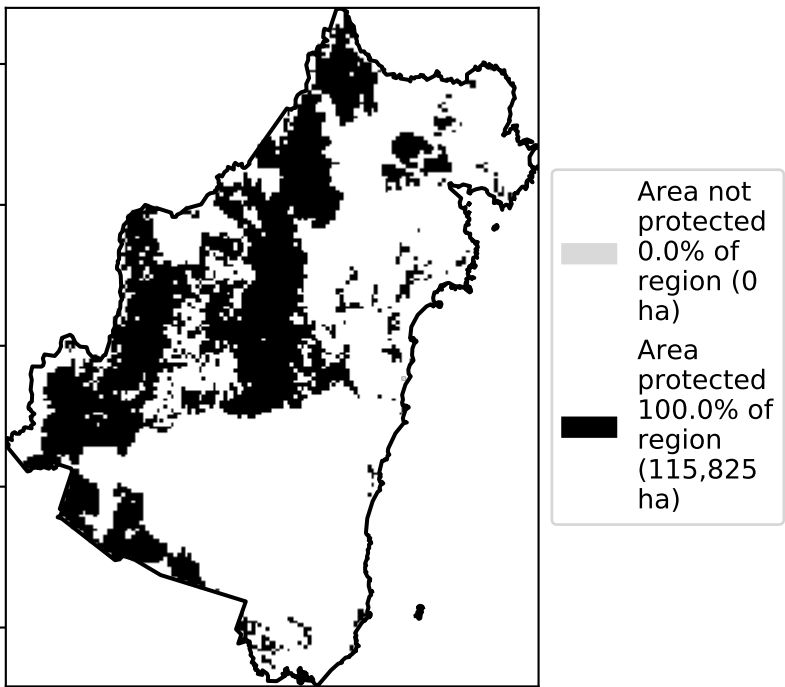 Area not
protected
0.0% of
region (0
ha)
Area
protected
100.0% of
region
(115,825
ha)